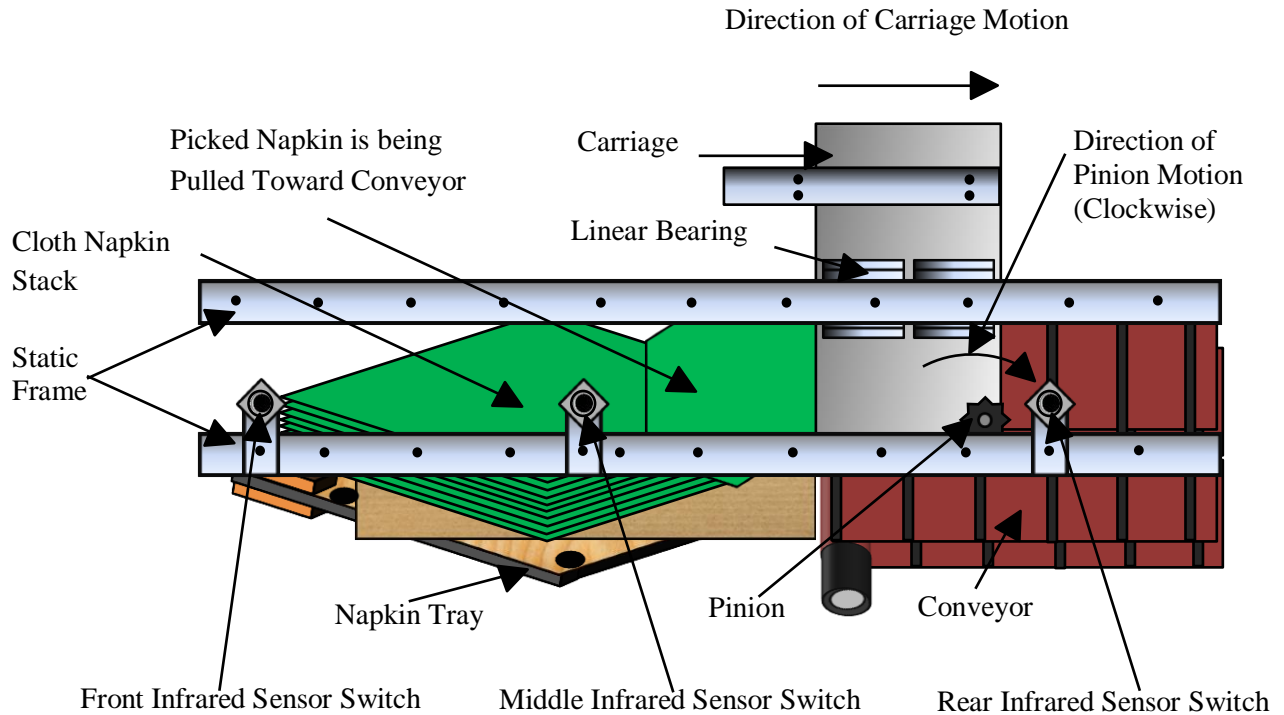 Direction of Carriage Motion
Picked Napkin is being
Pulled Toward Conveyor
Carriage
Direction of
Pinion Motion
(Clockwise)
Cloth Napkin
Stack
Linear Bearing
Static
Frame
Napkin Tray
Pinion
Conveyor
Front Infrared Sensor Switch
Middle Infrared Sensor Switch
Rear Infrared Sensor Switch